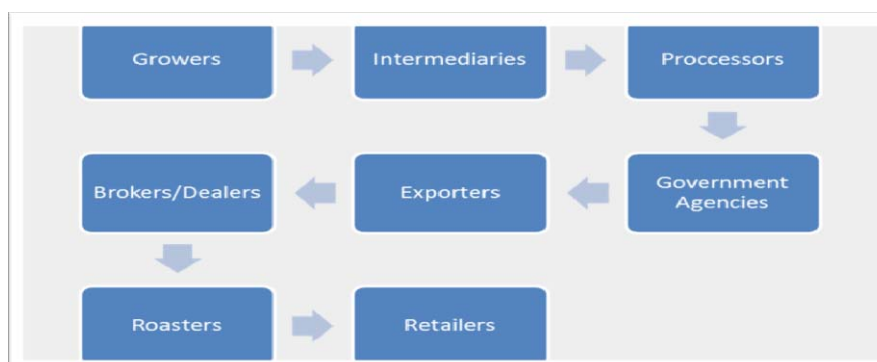 Growers
Intermediaries
Proccessors
Government
Agencies
Exporters
Brokers/Dealers
Roasters
Retailers